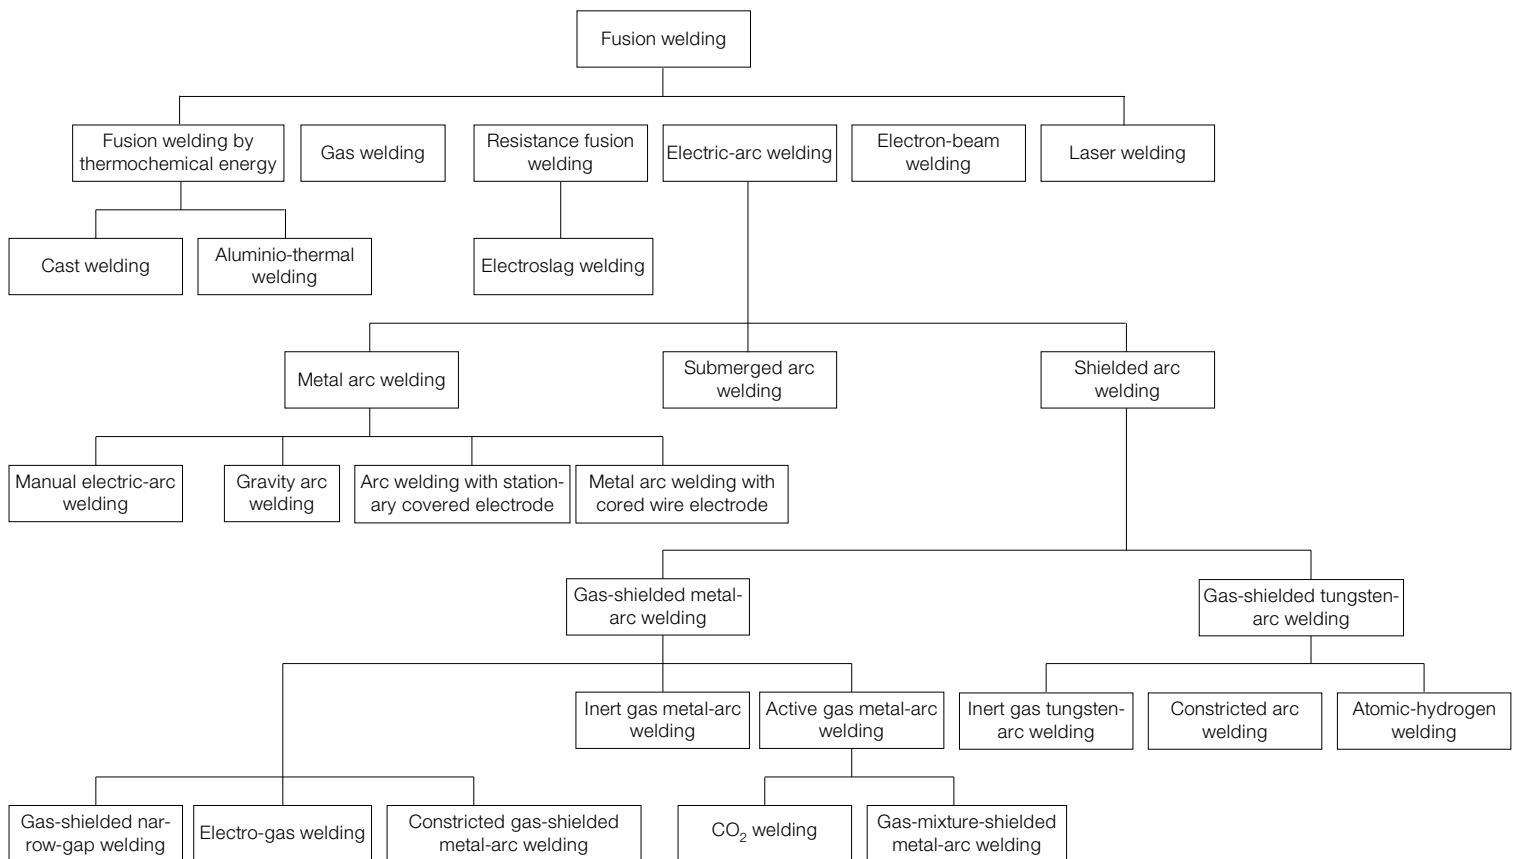 Fusion welding
Fusion welding by
thermochemical energy
Gas welding
Resistance fusion
welding
Electric-arc welding
Electron-beam
welding
Laser welding
Cast welding
Aluminio-thermal
welding
Electroslag welding
Metal arc welding
Submerged arc
welding
Shielded arc
welding
Manual electric-arc
welding
Gravity arc
welding
Arc welding with station-
ary covered electrode
Metal arc welding with
cored wire electrode
Gas-shielded metal-
arc welding
Gas-shielded tungsten-
arc welding
Inert gas metal-arc
welding
Active gas metal-arc
welding
Inert gas tungsten-
arc welding
Constricted arc
welding
Atomic-hydrogen
welding
Gas-shielded nar-
row-gap welding
Electro-gas welding
Constricted gas-shielded
metal-arc welding
CO₂ welding
Gas-mixture-shielded
metal-arc welding